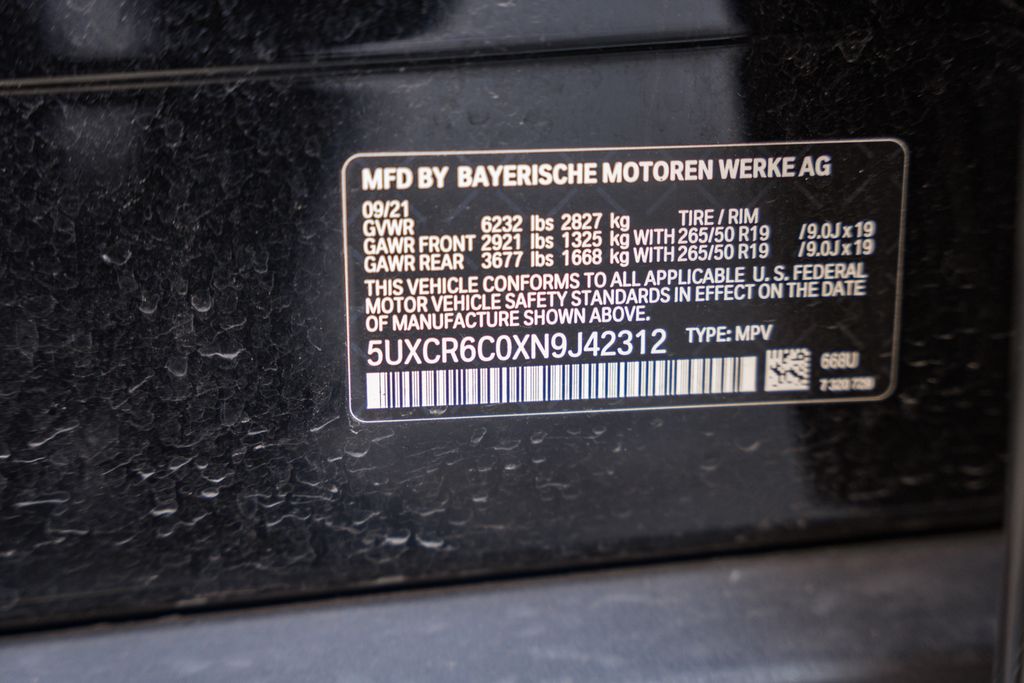 MFD BY BAYERISCHE MOTOREN WERKE AG
09/21
GVWR 6232 lbs 2827 kg TIRE / RIM
GAWR FRONT 2921 lbs 1325 kg WITH 265/50 R19 /9.0J x 19
GAWR REAR 3677 lbs 1668 kg WITH 265/50 R19 /9.0J x 19
THIS VEHICLE CONFORMS TO ALL APPLICABLE U.S. FEDERAL
MOTOR VEHICLE SAFETY STANDARDS IN EFFECT ON THE DATE
OF MANUFACTURE SHOWN ABOVE.
5UXCR6C0XN9J42312 TYPE: MPV
668U